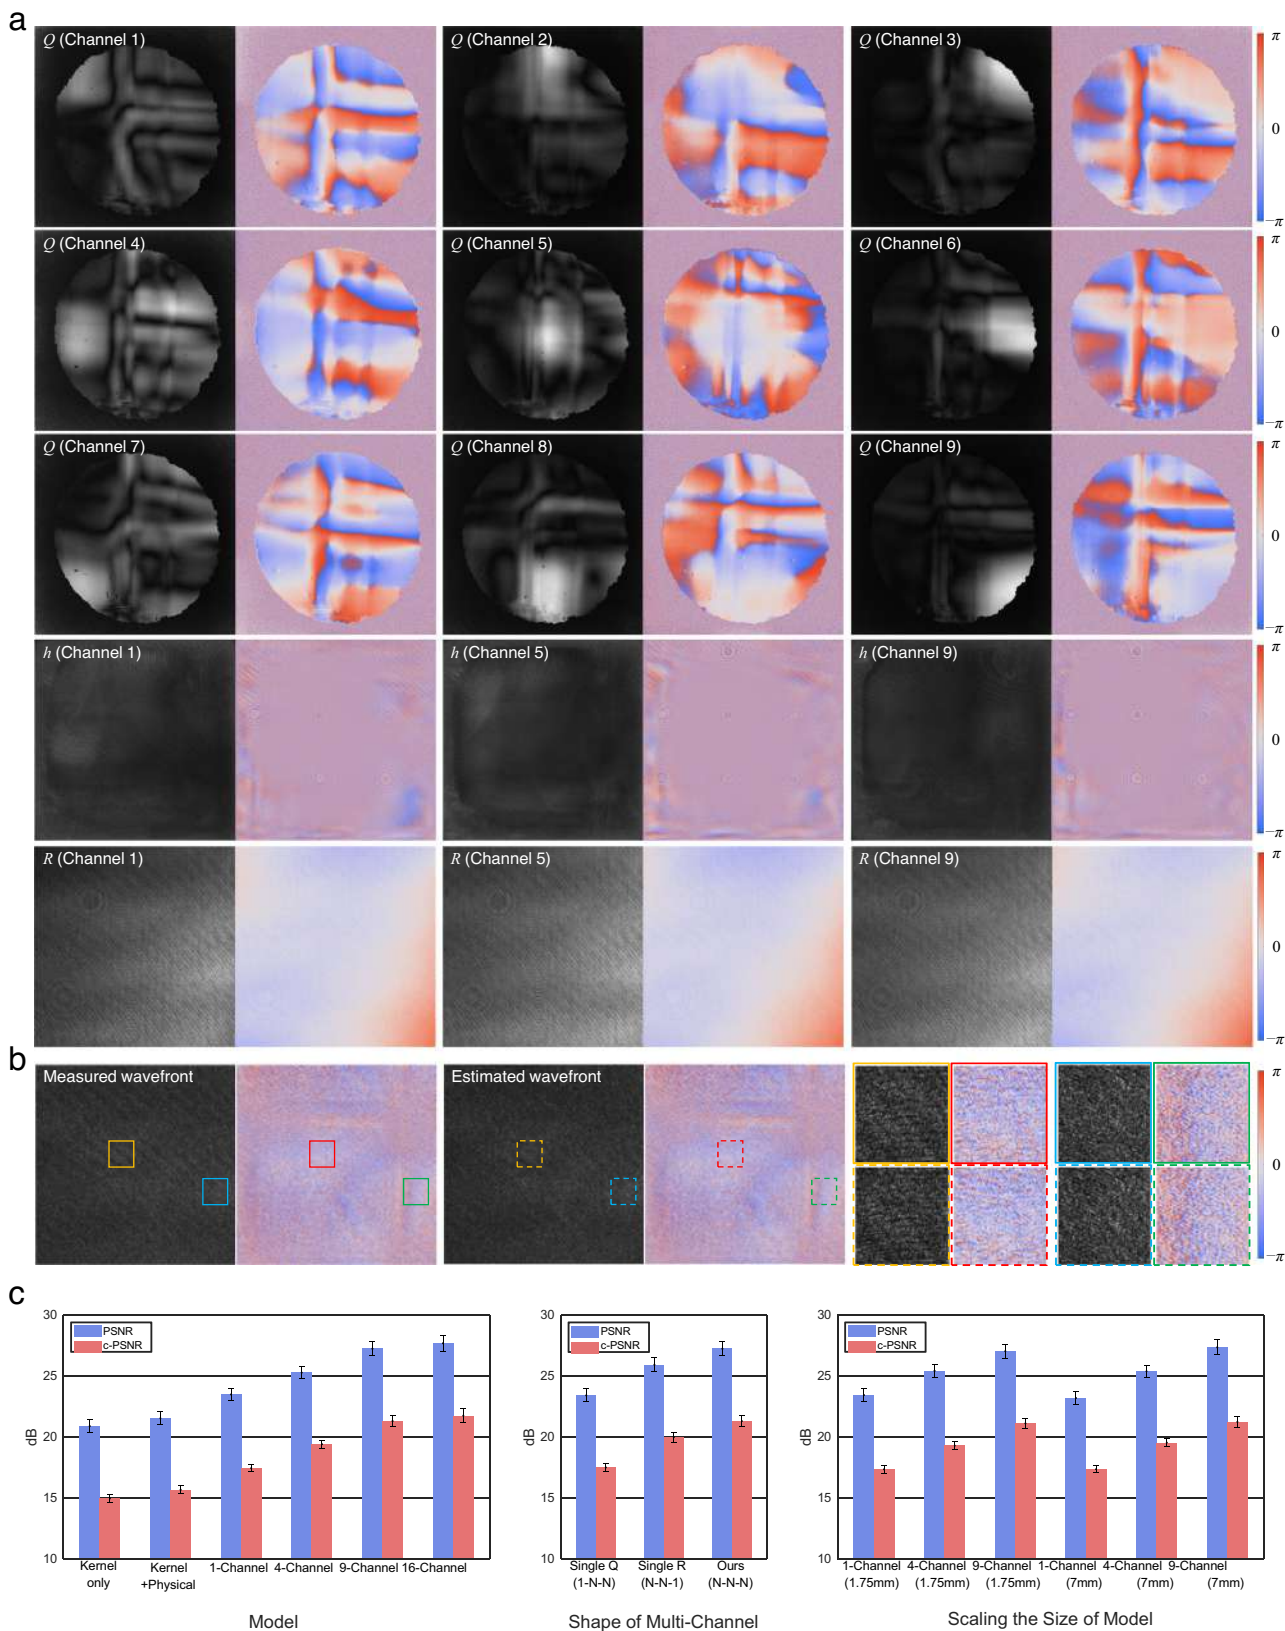 a
Q (Channel 1)
Q (Channel 2)
Q (Channel 3)
π
0
−π
Q (Channel 4)
Q (Channel 5)
Q (Channel 6)
π
0
−π
Q (Channel 7)
Q (Channel 8)
Q (Channel 9)
π
0
−π
h (Channel 1)
h (Channel 5)
h (Channel 9)
π
0
−π
R (Channel 1)
R (Channel 5)
R (Channel 9)
π
0
−π
b
Measured wavefront
Estimated wavefront
π
0
−π
c
30
25
20
15
10
dB
PSNR
c-PSNR
Kernel only
Kernel +Physical
1-Channel
4-Channel
9-Channel
16-Channel
Model
30
25
20
15
10
dB
PSNR
c-PSNR
Single Q (1-N-N)
Single R (N-N-1)
Ours (N-N-N)
Shape of Multi-Channel
30
25
20
15
10
dB
PSNR
c-PSNR
1-Channel (1.75mm)
4-Channel (1.75mm)
9-Channel (1.75mm)
1-Channel (7mm)
4-Channel (7mm)
9-Channel (7mm)
Scaling the Size of Model